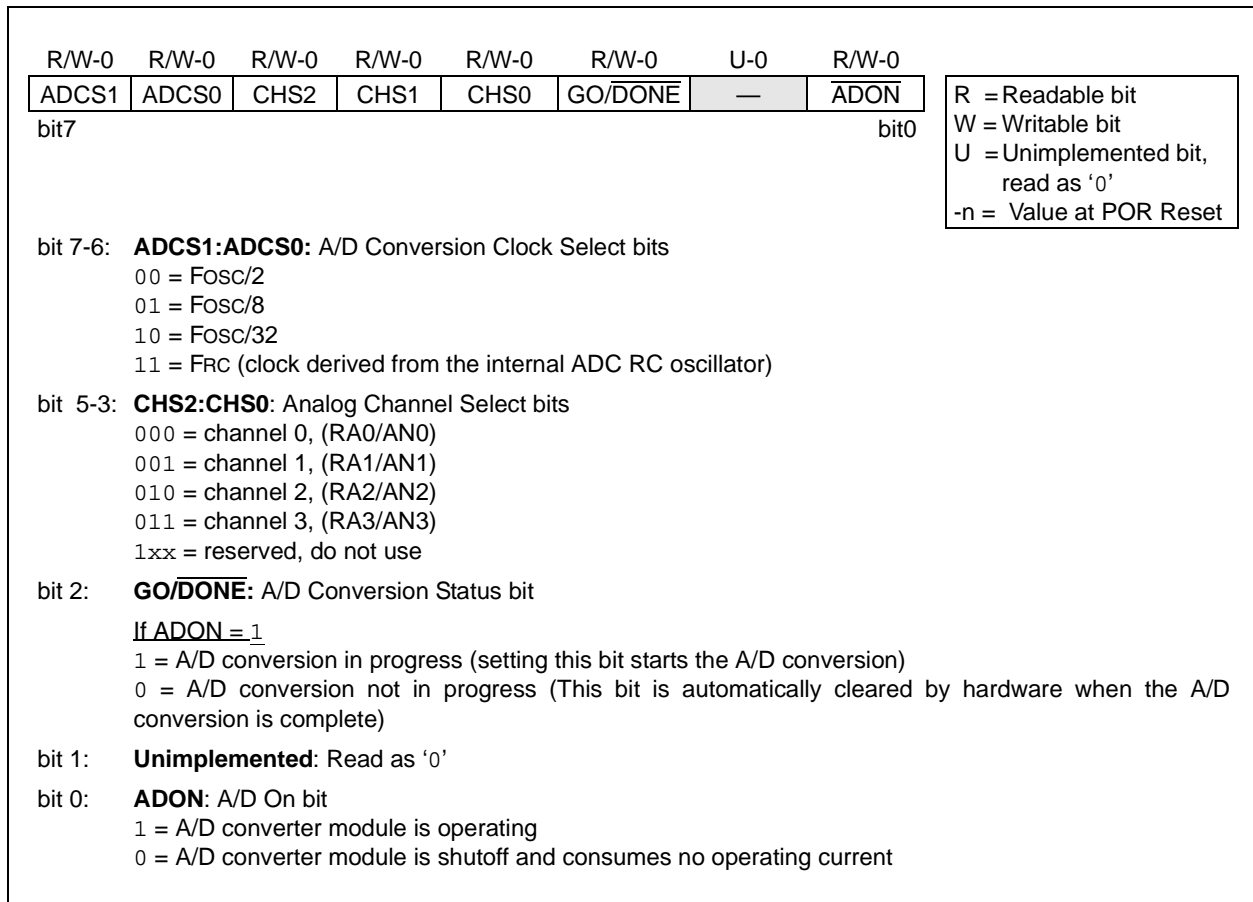 R/W-0 R/W-0 R/W-0 R/W-0 R/W-0 R/W-0 U-0 R/W-0
ADCS1 ADCS0 CHS2 CHS1 CHS0 GO/D̅O̅N̅E̅ — A̅D̅O̅N̅
bit7 bit0
R =Readable bit
W =Writable bit
U =Unimplemented bit,
read as ‘0’
-n = Value at POR Reset
bit 7-6: ADCS1:ADCS0: A/D Conversion Clock Select bits
00 = FOSC/2
01 = FOSC/8
10 = FOSC/32
11 = FRC (clock derived from the internal ADC RC oscillator)
bit 5-3: CHS2:CHS0: Analog Channel Select bits
000 = channel 0, (RA0/AN0)
001 = channel 1, (RA1/AN1)
010 = channel 2, (RA2/AN2)
011 = channel 3, (RA3/AN3)
1xx = reserved, do not use
bit 2: GO/D̅O̅N̅E̅: A/D Conversion Status bit
If ADON = 1
1 = A/D conversion in progress (setting this bit starts the A/D conversion)
0 = A/D conversion not in progress (This bit is automatically cleared by hardware when the A/D
conversion is complete)
bit 1: Unimplemented: Read as ‘0’
bit 0: ADON: A/D On bit
1 = A/D converter module is operating
0 = A/D converter module is shutoff and consumes no operating current